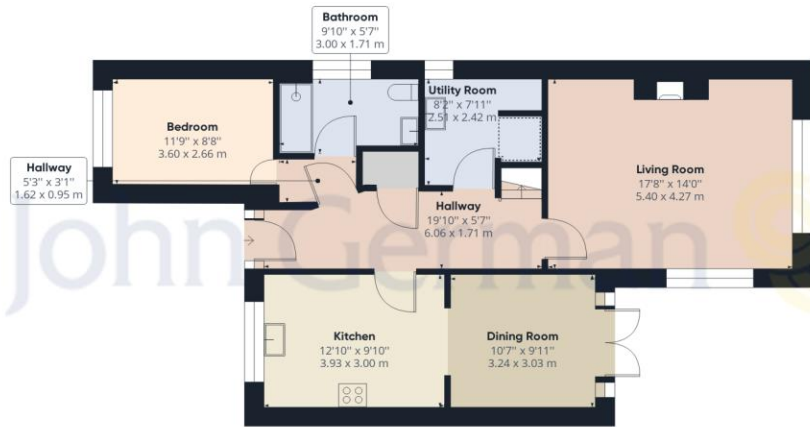 Bathroom
9'10" x 5'7"
3.00 x 1.71 m
Utility Room
8'2" x 7'11"
2.51 x 2.42 m
Bedroom
11'9" x 8'8"
3.60 x 2.66 m
Hallway
5'3" x 3'1"
1.62 x 0.95 m
Living Room
17'8" x 14'0"
5.40 x 4.27 m
Hallway
19'10" x 5'7"
6.06 x 1.71 m
John German
Kitchen
12'10" x 9'10"
3.93 x 3.00 m
Dining Room
10'7" x 9'11"
3.24 x 3.03 m